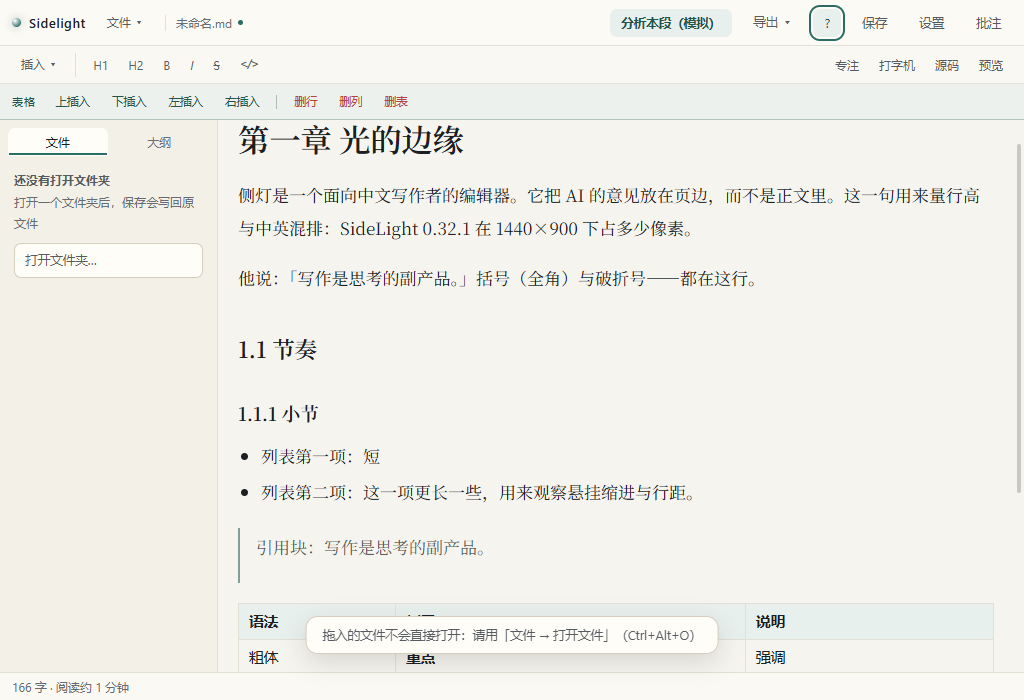 Sidelight 文件 未命名.md 分析本段（模拟） 导出 ? 保存 设置 批注
插入 H1 H2 B I S </> 专注 打字机 源码 预览
表格 上插入 下插入 左插入 右插入 删行 删列 删表
文件 大纲
还没有打开文件夹
打开一个文件夹后，保存会写回原
文件
打开文件夹...
第一章 光的边缘
侧灯是一个面向中文写作者的编辑器。它把 AI 的意见放在页边，而不是正文里。这一句用来量行高
与中英混排：SideLight 0.32.1 在 1440×900 下占多少像素。
他说：「写作是思考的副产品。」括号（全角）与破折号——都在这行。
1.1 节奏
1.1.1 小节
列表第一项：短
列表第二项：这一项更长一些，用来观察悬挂缩进与行距。
引用块：写作是思考的副产品。
语法 说明
拖入的文件不会直接打开：请用「文件 → 打开文件」（Ctrl+Alt+O）
粗体 重点 强调
166 字 · 阅读约 1 分钟